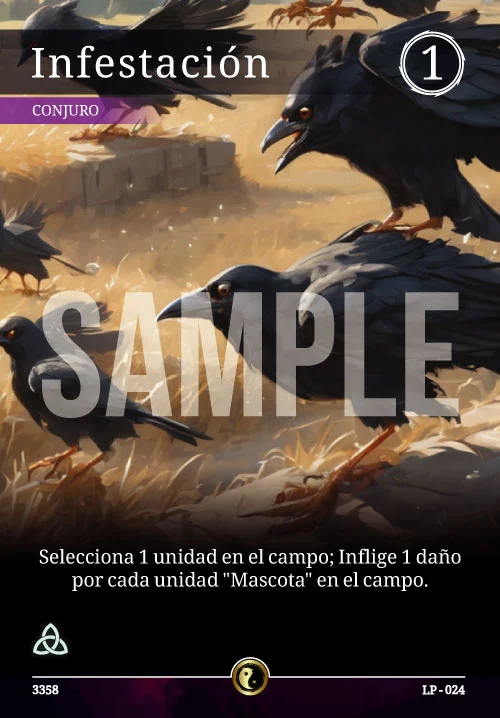 Infestación
1
CONJURO
SAMPLE
Selecciona 1 unidad en el campo; Inflige 1 daño
por cada unidad "Mascota" en el campo.
3358
LP-024